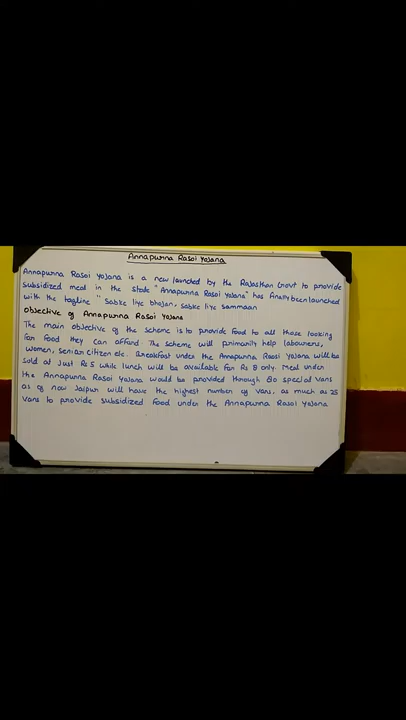 Annapurna Rasoi Yojana
Annapurna Rasoi Yojana is a new launched by the Rajasthan Govt to provide
subsidized meal in the state "Annapurna Rasoi Yojana" has been launched
with the tagline "Sabke liye bhojan, sabke liye sammaan
objective of Annapurna Rasoi Yojana
The main objective of the scheme is to provide food to all those looking
for food they can afford The scheme will primarily help labourers,
women, senior citizen etc. Breakfast under the Annapurna Rasoi Yojana will be
sold at Just Rs 5 while lunch will be available for Rs 8 only. Meal under
the Annapurna Rasoi Yojana would be provided through 80 special vans
as of now Jaipur will have the highest number of vans, as much as 25
vans to provide subsidized food under the Annapurna Rasoi Yojana